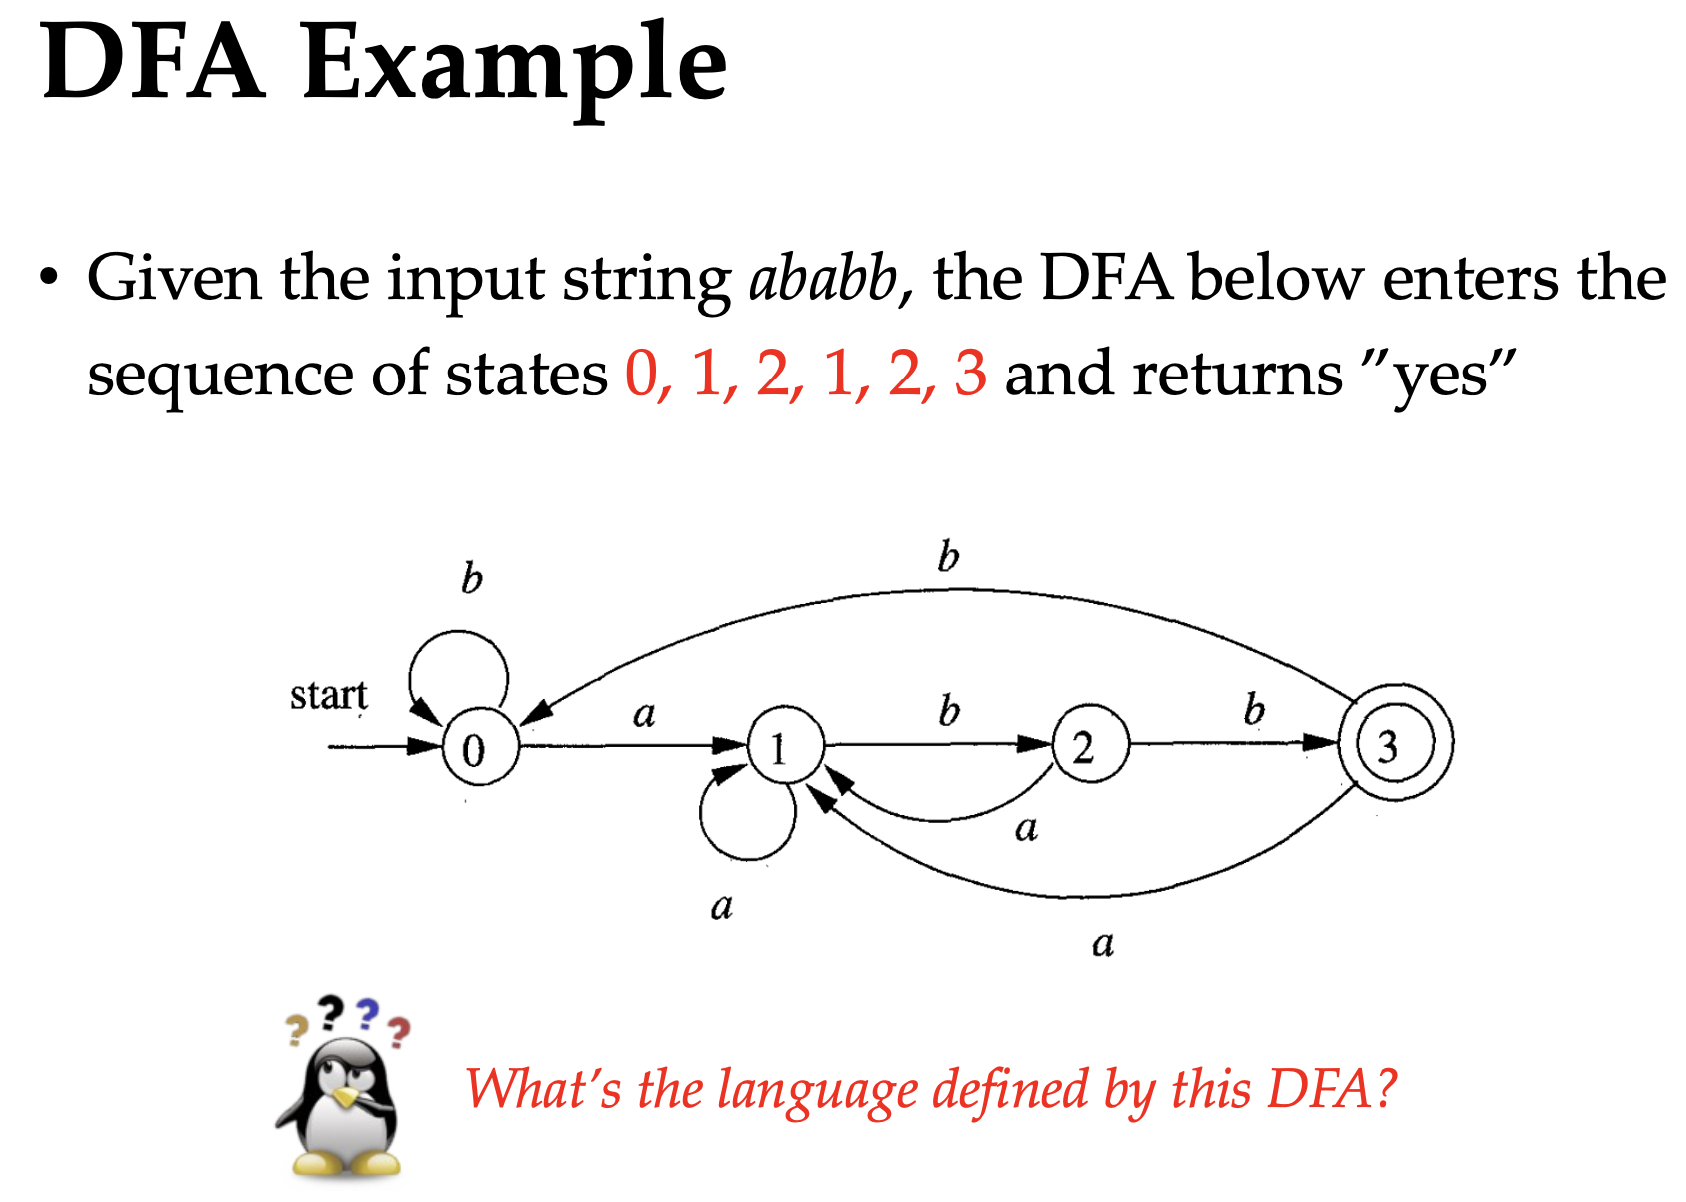 DFA Example
• Given the input string ababb, the DFA below enters the
sequence of states 0, 1, 2, 1, 2, 3 and returns ”yes”
b
b
start
a
b
b
0
1
2
3
a
a
a
? ? ? ?
What’s the language defined by this DFA?